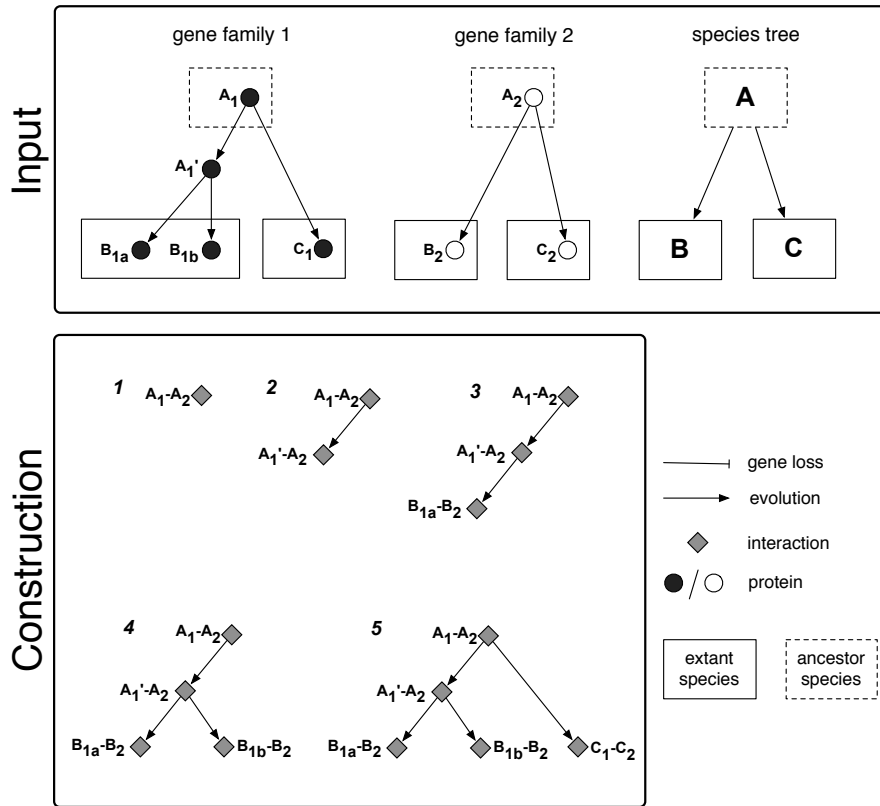 Input
gene family 1
gene family 2
species tree
A1
A2
A
A1'
B1a
B1b
C1
B2
C2
B
C
Construction
1
A1-A2
2
A1-A2
A1'-A2
3
A1-A2
A1'-A2
B1a-B2
4
A1-A2
A1'-A2
B1a-B2
B1b-B2
5
A1-A2
A1'-A2
B1a-B2
B1b-B2
C1-C2
gene loss
evolution
interaction
/ protein
extant
species
ancestor
species